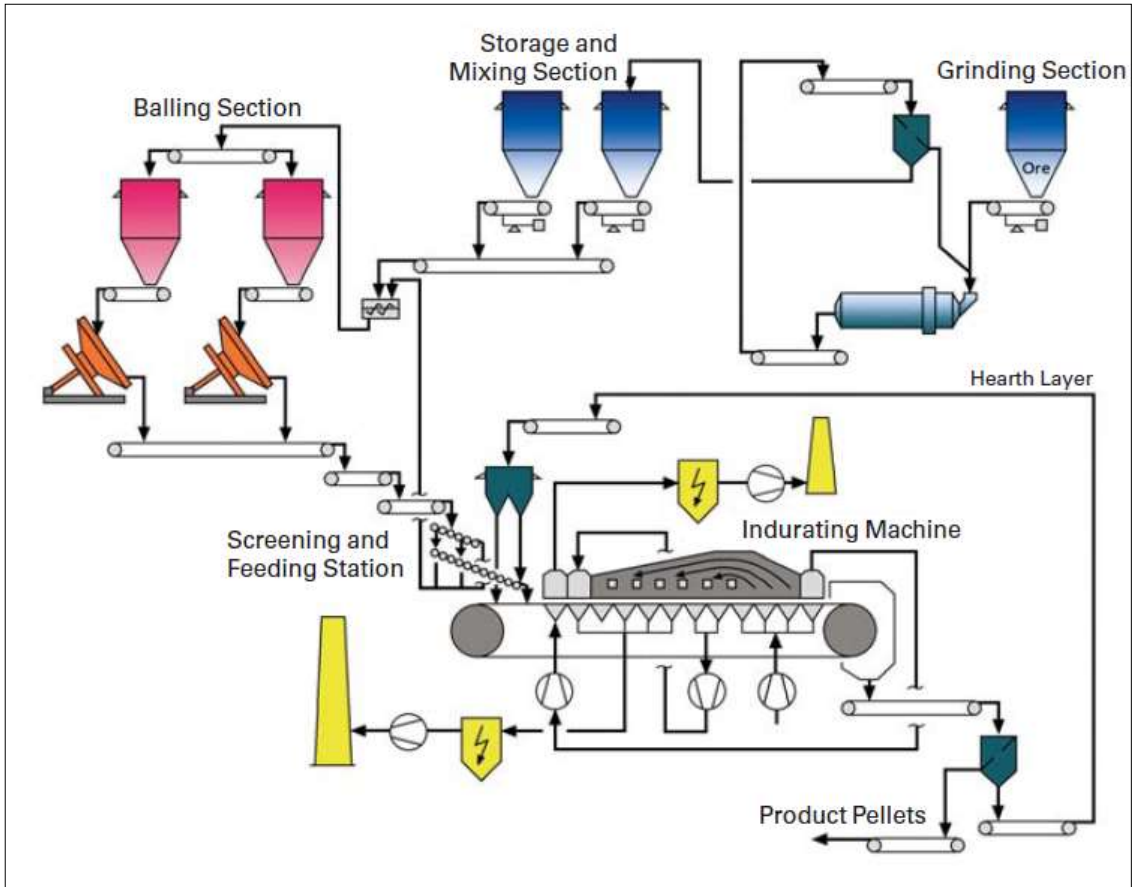 Storage and
Mixing Section
Grinding Section
Balling Section
Ore
Hearth Layer
Indurating Machine
Screening and
Feeding Station
Product Pellets